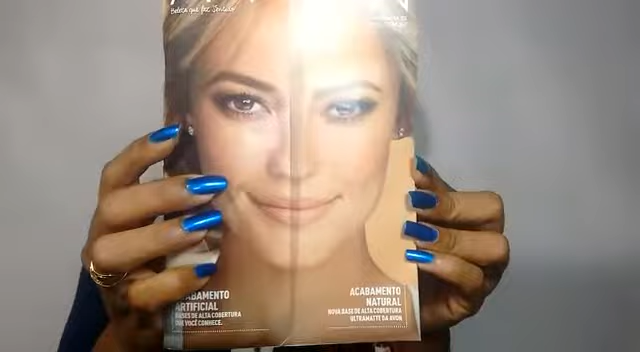 Beleza que faz Sentido
ACABAMENTO
ARTIFICIAL
BASES DE ALTA COBERTURA
QUE VOCÊ CONHECE.
ACABAMENTO
NATURAL
NOVA BASE DE ALTA COBERTURA
ULTRAMATTE DA AVON